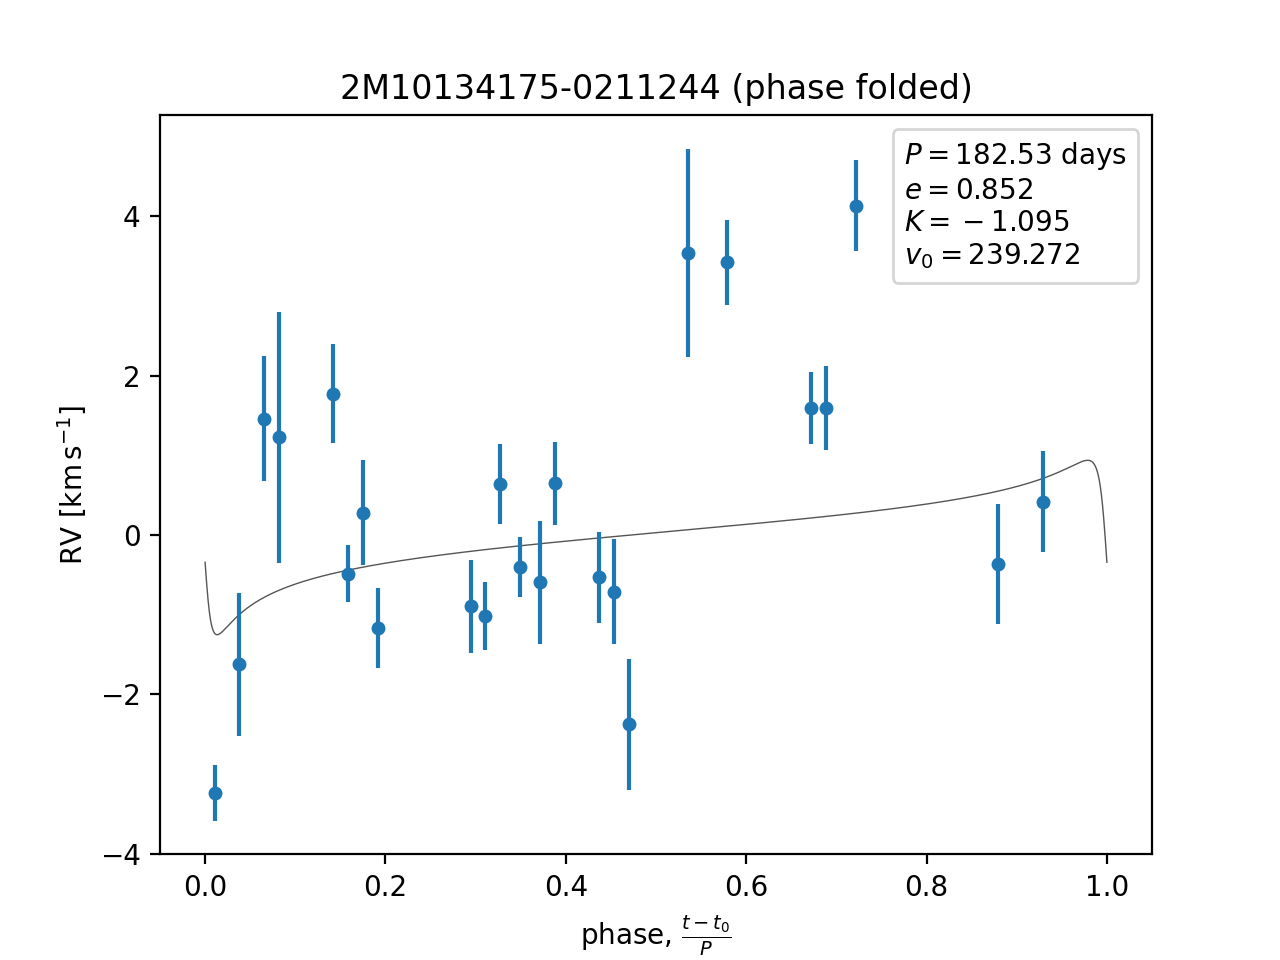 2M10134175-0211244 (phase folded)
P = 182.53 days
e = 0.852
K = − 1.095
v₀ = 239.272
4
2
0
−2
−4
RV [km s⁻¹]
0.0 0.2 0.4 0.6 0.8 1.0
phase, (t − t₀)/P